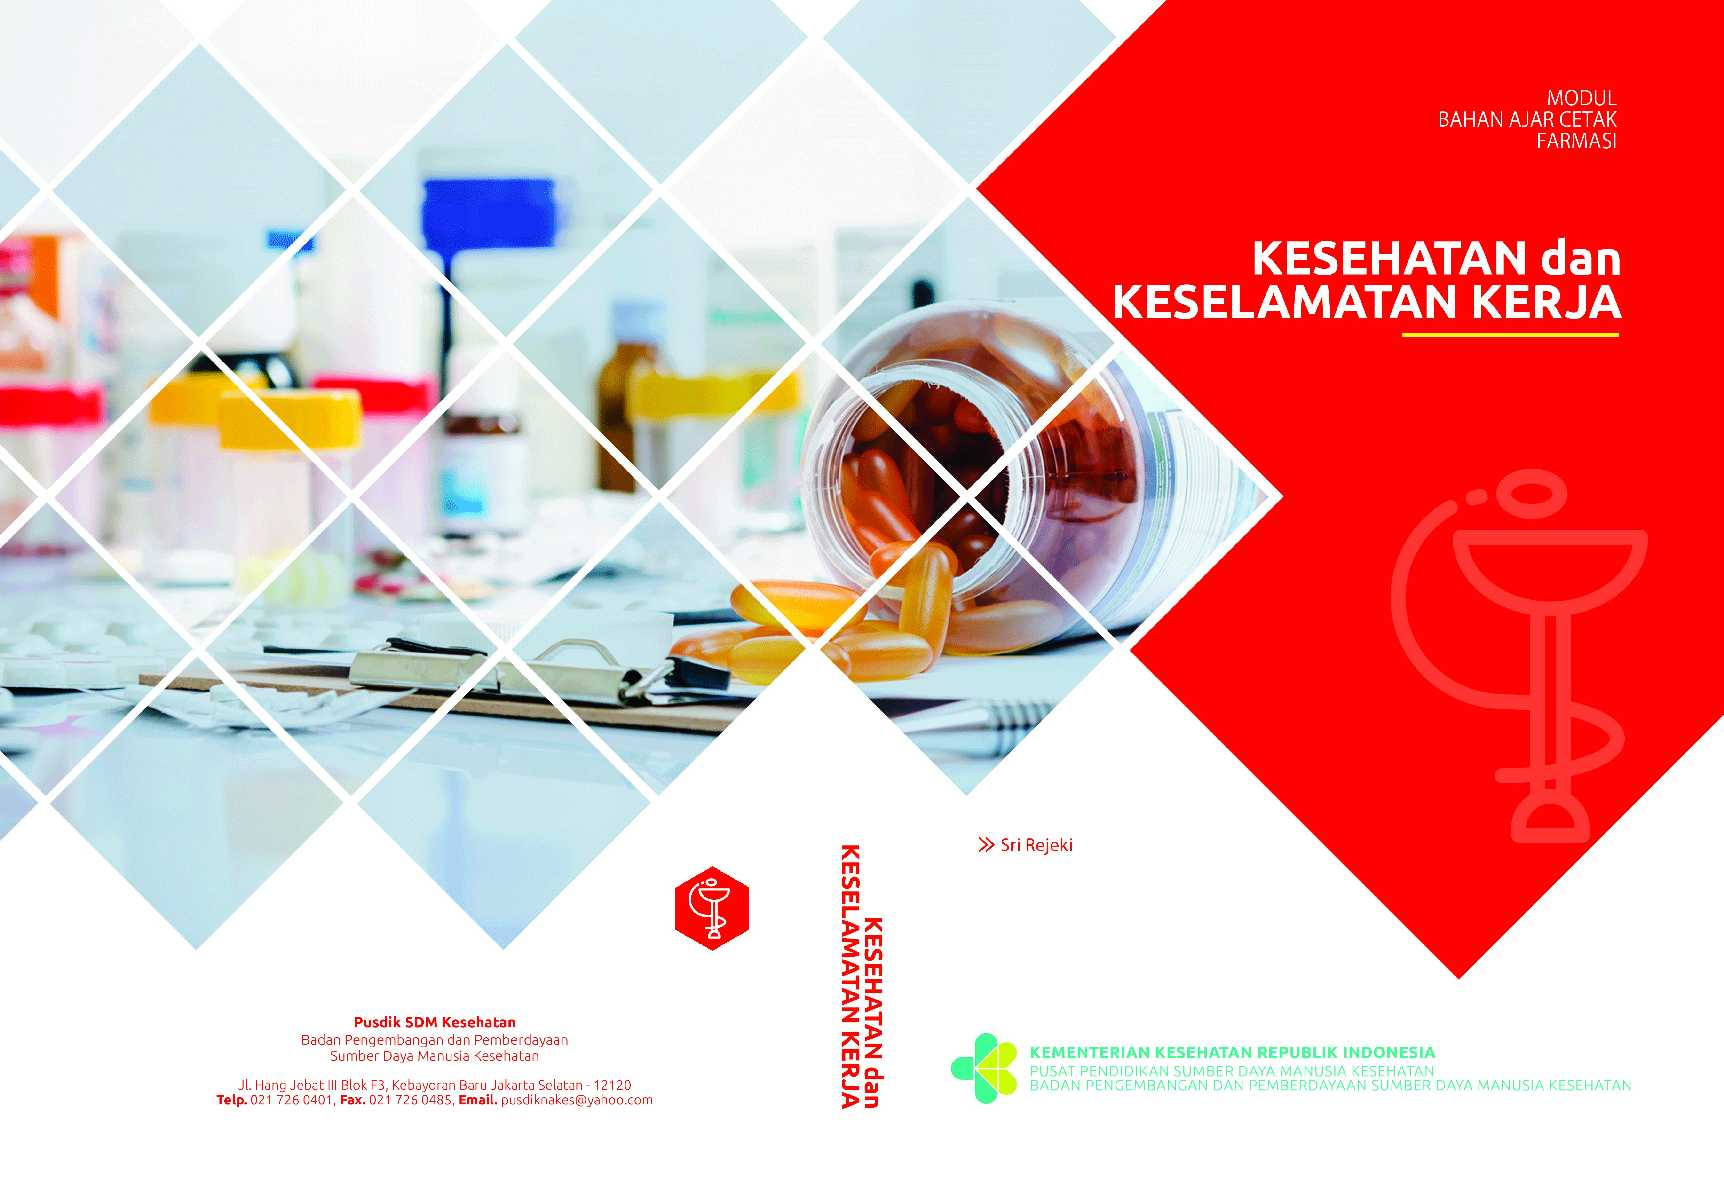 MODUL
BAHAN AJAR CETAK
FARMASI
KESEHATAN dan
KESELAMATAN KERJA
Sri Rejeki
KESEHATAN dan
KESELAMATAN KERJA
Pusdik SDM Kesehatan
Badan Pengembangan dan Pemberdayaan
Sumber Daya Manusia Kesehatan
Jl. Hang Jebat III Blok F3, Kebayoran Baru Jakarta Selatan - 12120
Telp. 021 726 0401, Fax. 021 726 0485, Email. pusdiknakes@yahoo.com
KEMENTERIAN KESEHATAN REPUBLIK INDONESIA
PUSAT PENDIDIKAN SUMBER DAYA MANUSIA KESEHATAN
BADAN PENGEMBANGAN DAN PEMBERDAYAAN SUMBER DAYA MANUSIA KESEHATAN